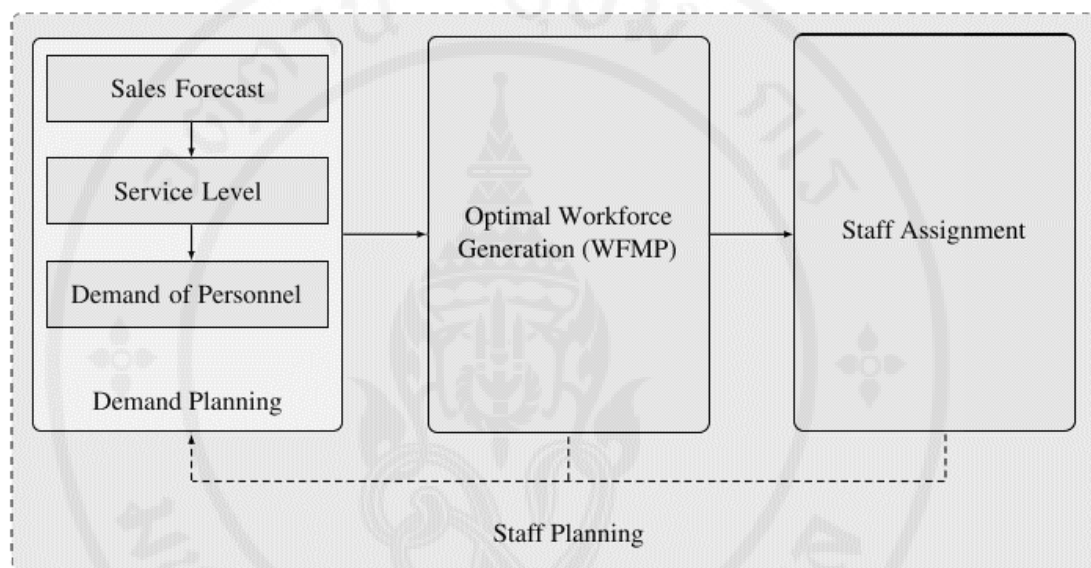 Sales Forecast
Service Level
Demand of Personnel
Demand Planning
Optimal Workforce
Generation (WFMP)
Staff Assignment
Staff Planning